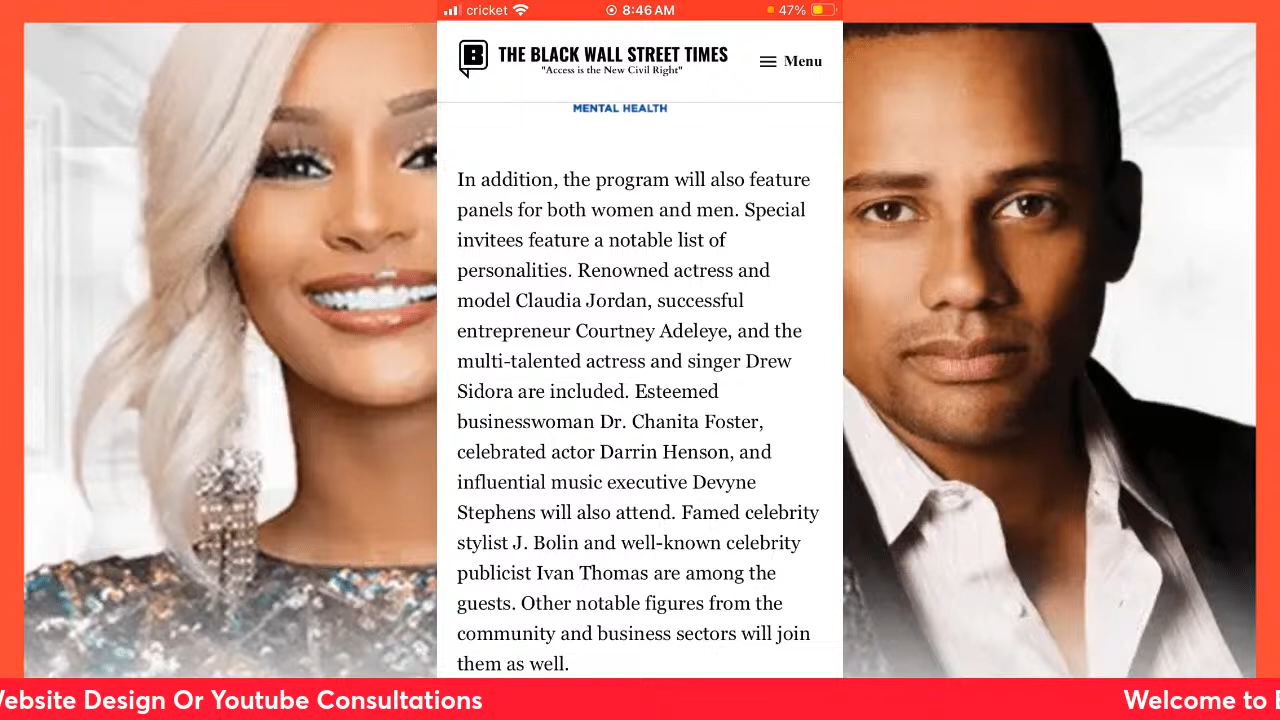 cricket
8:46 AM
47%
B
THE BLACK WALL STREET TIMES
"Access is the New Civil Right"
Menu
MENTAL HEALTH
In addition, the program will also feature
panels for both women and men. Special
invitees feature a notable list of
personalities. Renowned actress and
model Claudia Jordan, successful
entrepreneur Courtney Adeleye, and the
multi-talented actress and singer Drew
Sidora are included. Esteemed
businesswoman Dr. Chanita Foster,
celebrated actor Darrin Henson, and
influential music executive Devyne
Stephens will also attend. Famed celebrity
stylist J. Bolin and well-known celebrity
publicist Ivan Thomas are among the
guests. Other notable figures from the
community and business sectors will join
them as well.
Design Or Youtube Consultations
Welcome to